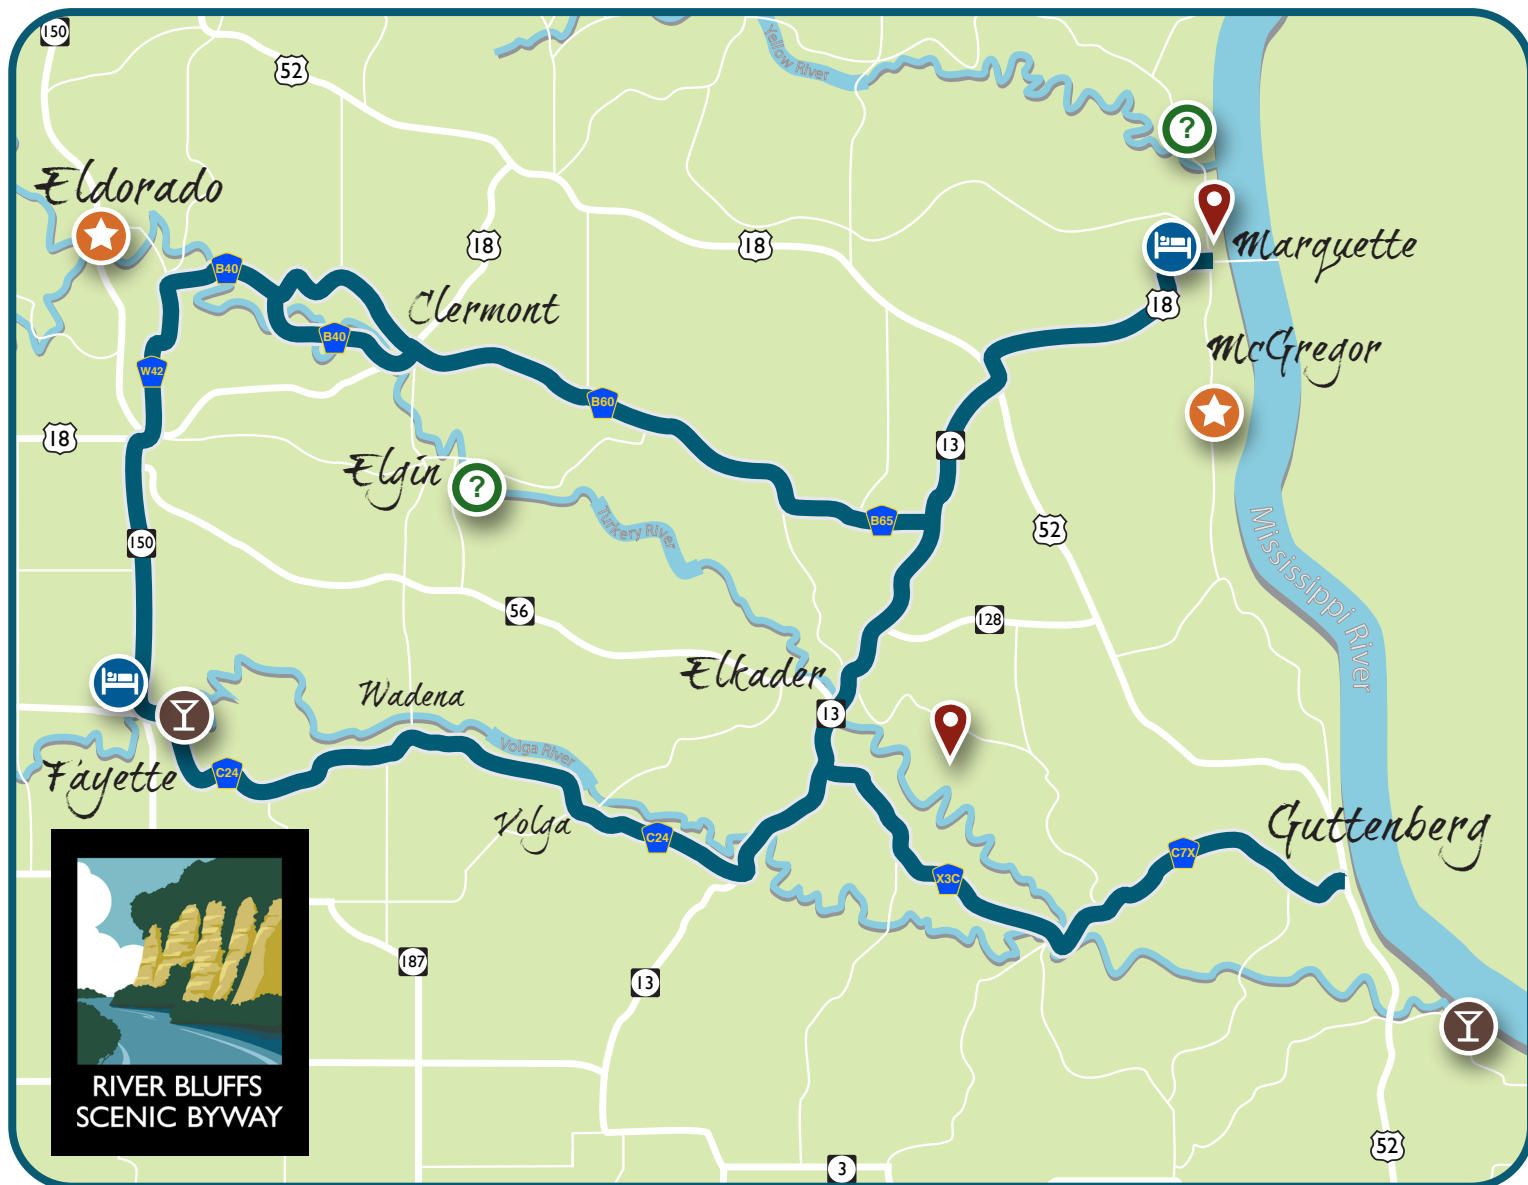 150
52
Yellow River
?
Eldorado
18
18
Marquette
B40
18
Clermont
B40
McGregor
W42
B60
18
13
Elgin
?
Turkery River
B65
52
Mississippi River
150
56
128
Elkader
Wadena
13
Volga River
Fayette
C24
Volga
C24
Guttenberg
C7X
X3C
187
13
RIVER BLUFFS
SCENIC BYWAY
52
3